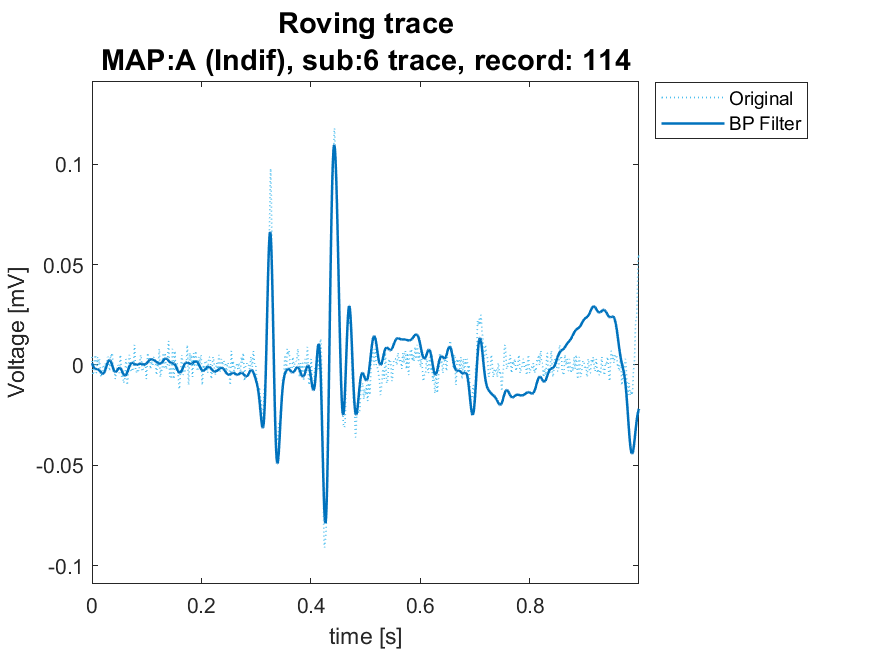 Roving trace
MAP:A (Indif), sub:6 trace, record: 114
Original
BP Filter
0.1
0.05
0
-0.05
-0.1
Voltage [mV]
0 0.2 0.4 0.6 0.8
time [s]